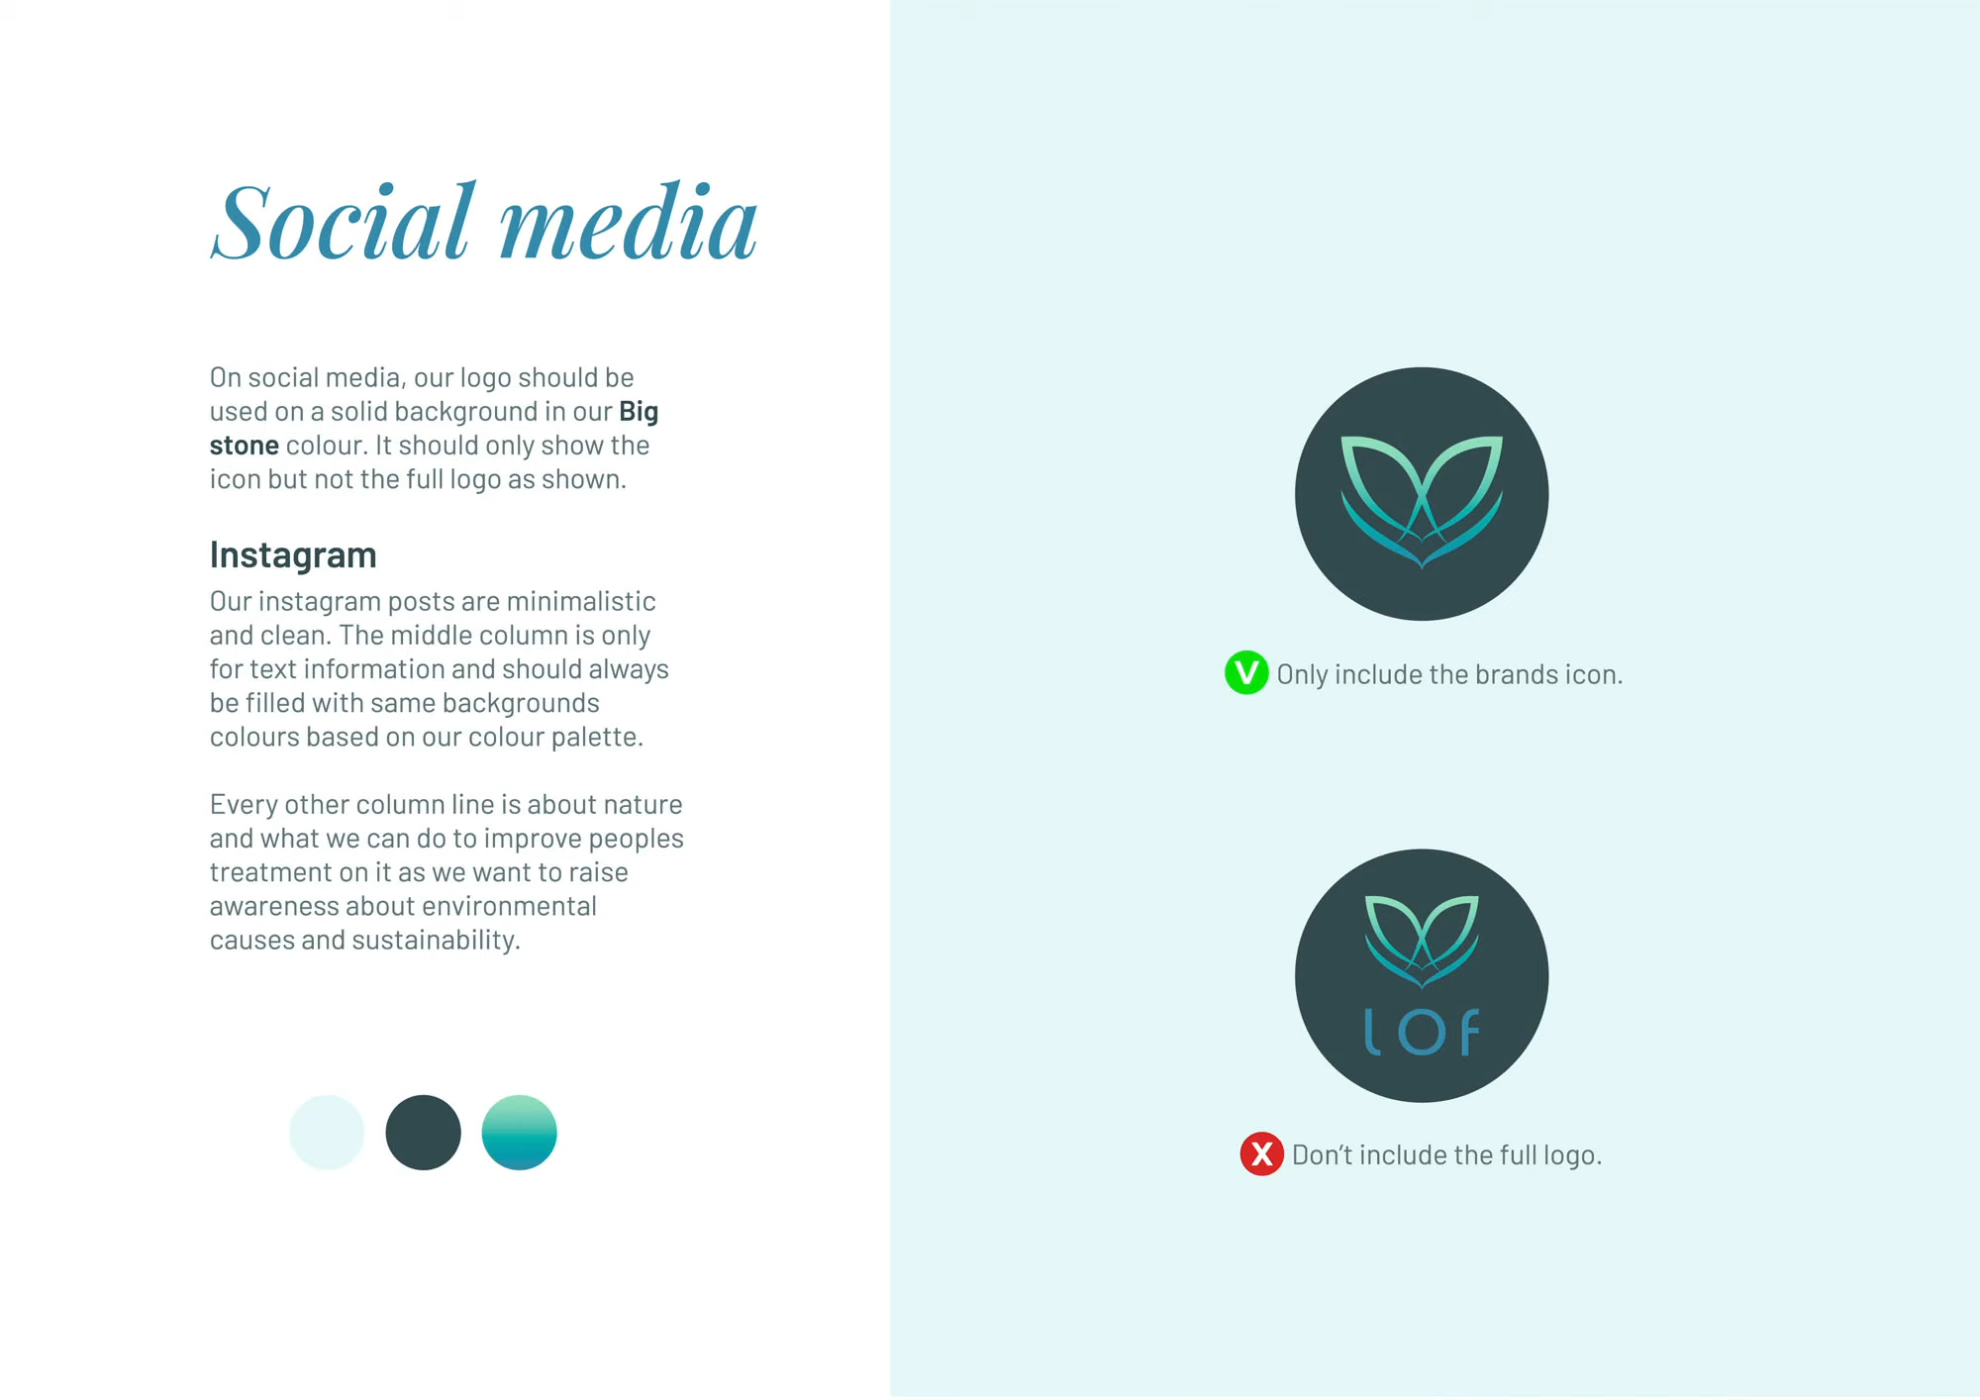 Social media
On social media, our logo should be
used on a solid background in our Big
stone colour. It should only show the
icon but not the full logo as shown.
Instagram
Our instagram posts are minimalistic
and clean. The middle column is only
for text information and should always
be filled with same backgrounds
colours based on our colour palette.
Every other column line is about nature
and what we can do to improve peoples
treatment on it as we want to raise
awareness about environmental
causes and sustainability.
V Only include the brands icon.
lof
X Don’t include the full logo.